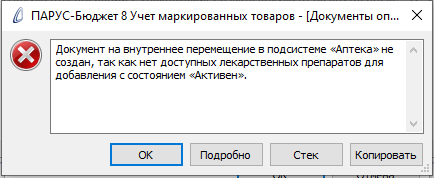 ПАРУС-Бюджет 8 Учет маркированных товаров - [Документы оп...
Документ на внутреннее перемещение в подсистеме «Аптека» не
создан, так как нет доступных лекарственных препаратов для
добавления с состоянием «Активен».
ОК
Подробно
Стек
Копировать